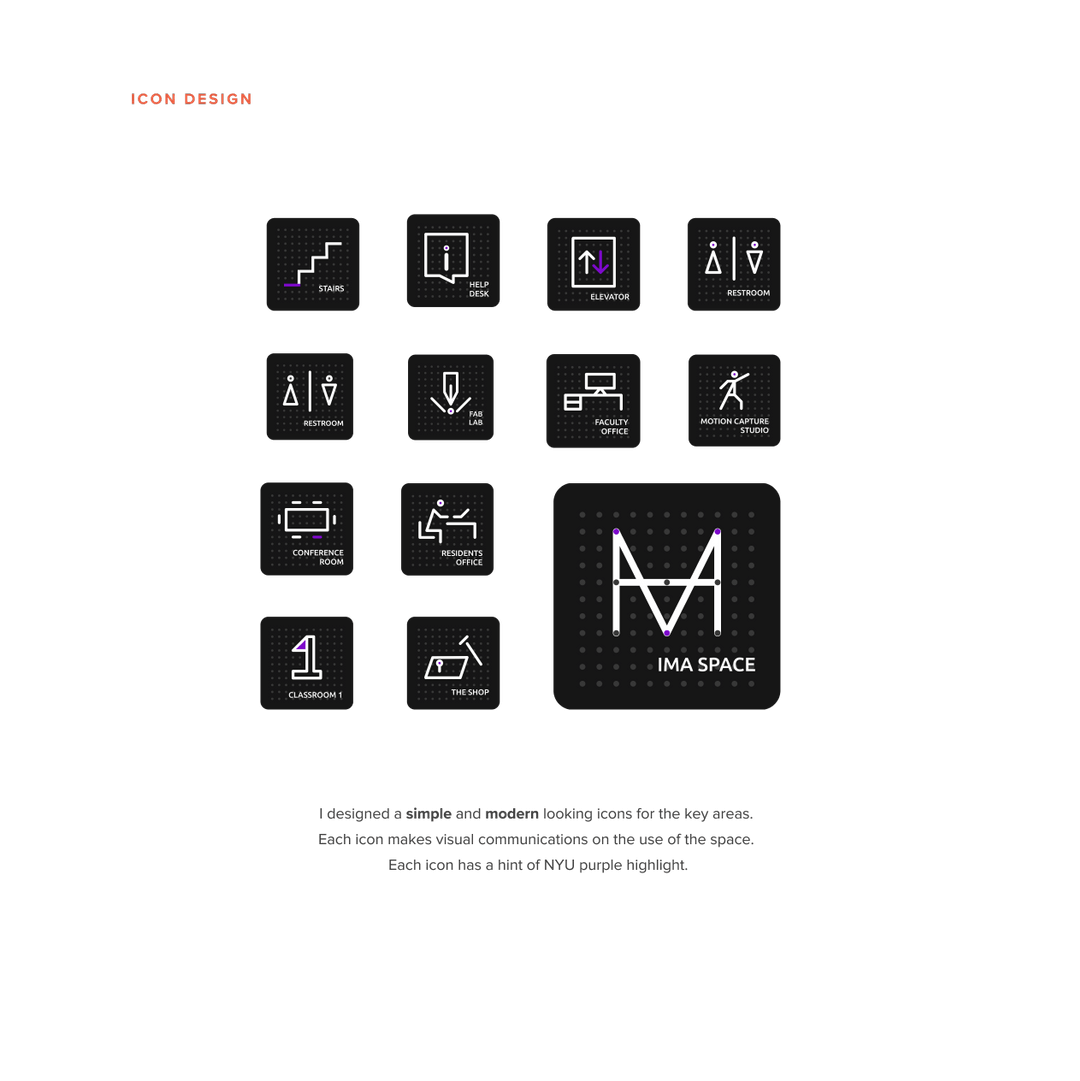 ICON DESIGN
STAIRS
HELP
DESK
ELEVATOR
RESTROOM
RESTROOM
FAB
LAB
FACULTY
OFFICE
MOTION CAPTURE
STUDIO
CONFERENCE
ROOM
RESIDENTS
OFFICE
IMA SPACE
1
CLASSROOM 1
THE SHOP
I designed a simple and modern looking icons for the key areas.
Each icon makes visual communications on the use of the space.
Each icon has a hint of NYU purple highlight.